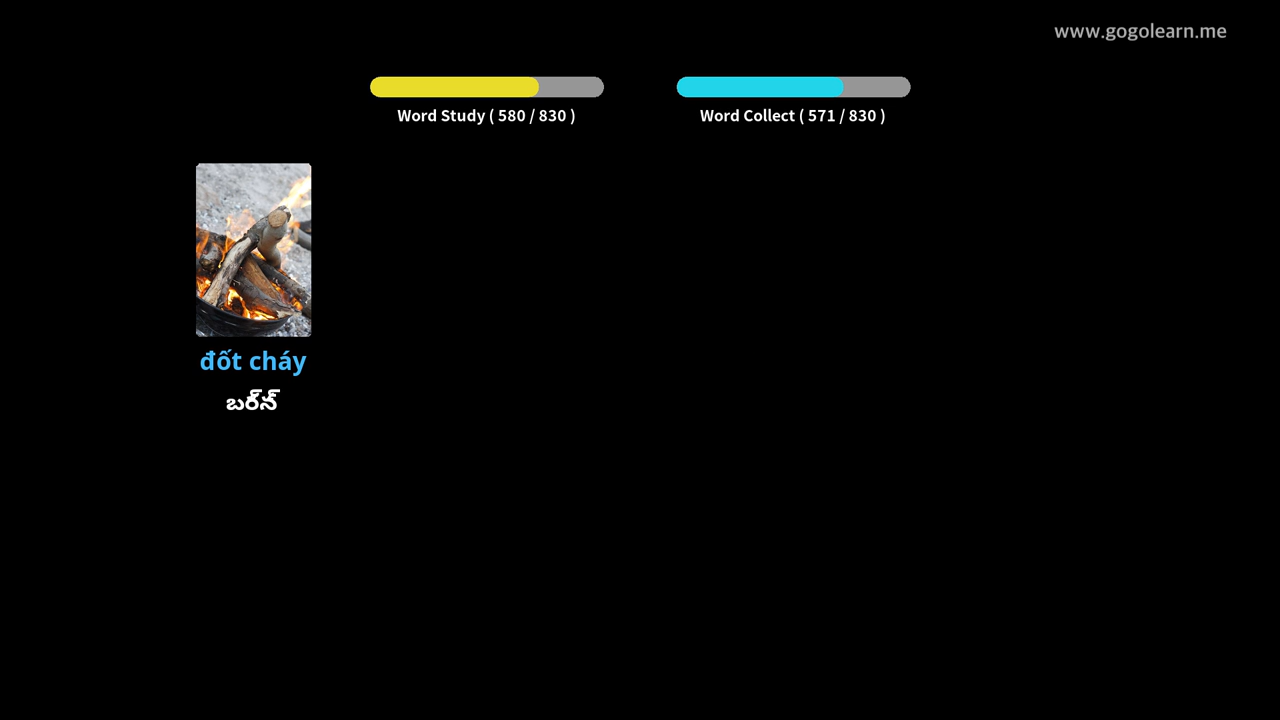 www.gogolearn.me
Word Study ( 580 / 830 )
Word Collect ( 571 / 830 )
đốt cháy
బర్న్